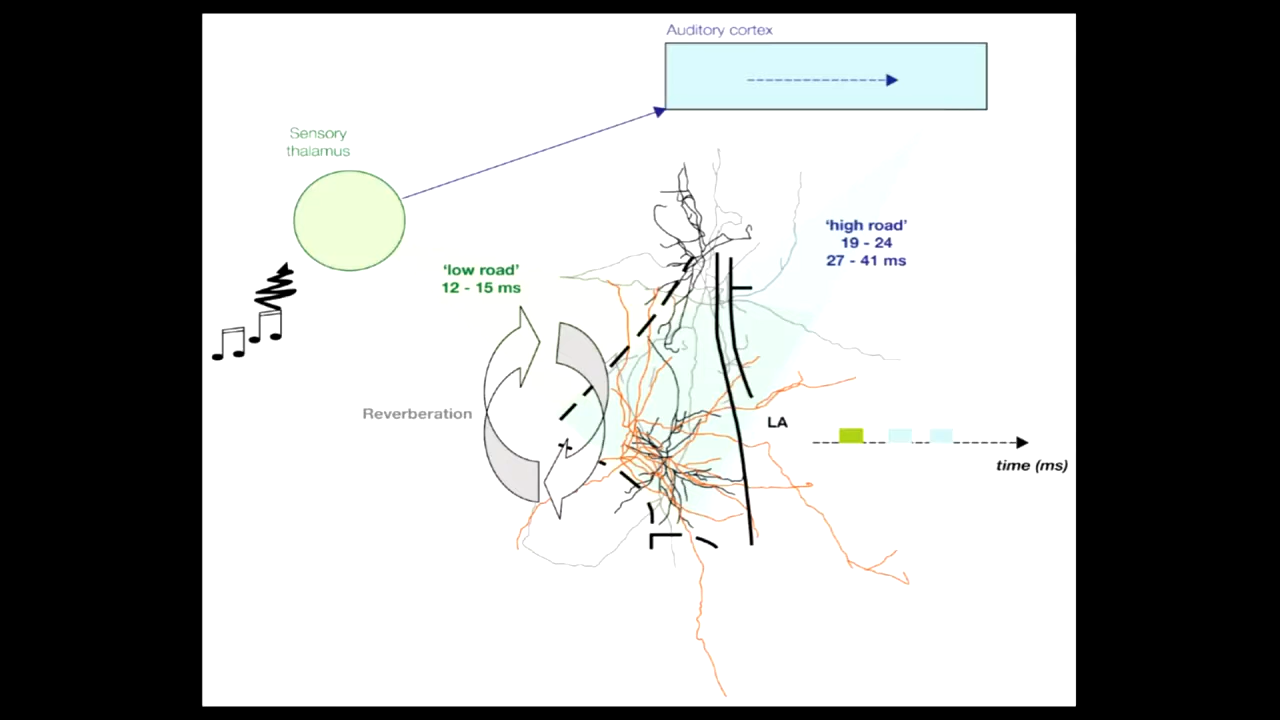 Auditory cortex
Sensory
thalamus
'high road'
19 - 24
27 - 41 ms
'low road'
12 - 15 ms
Reverberation
LA
time (ms)